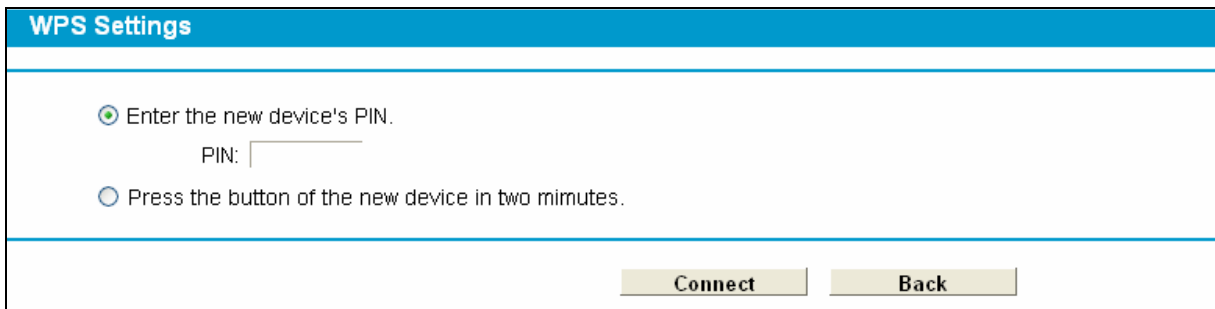 WPS Settings
Enter the new device's PIN.
PIN:
Press the button of the new device in two mimutes.
Connect Back